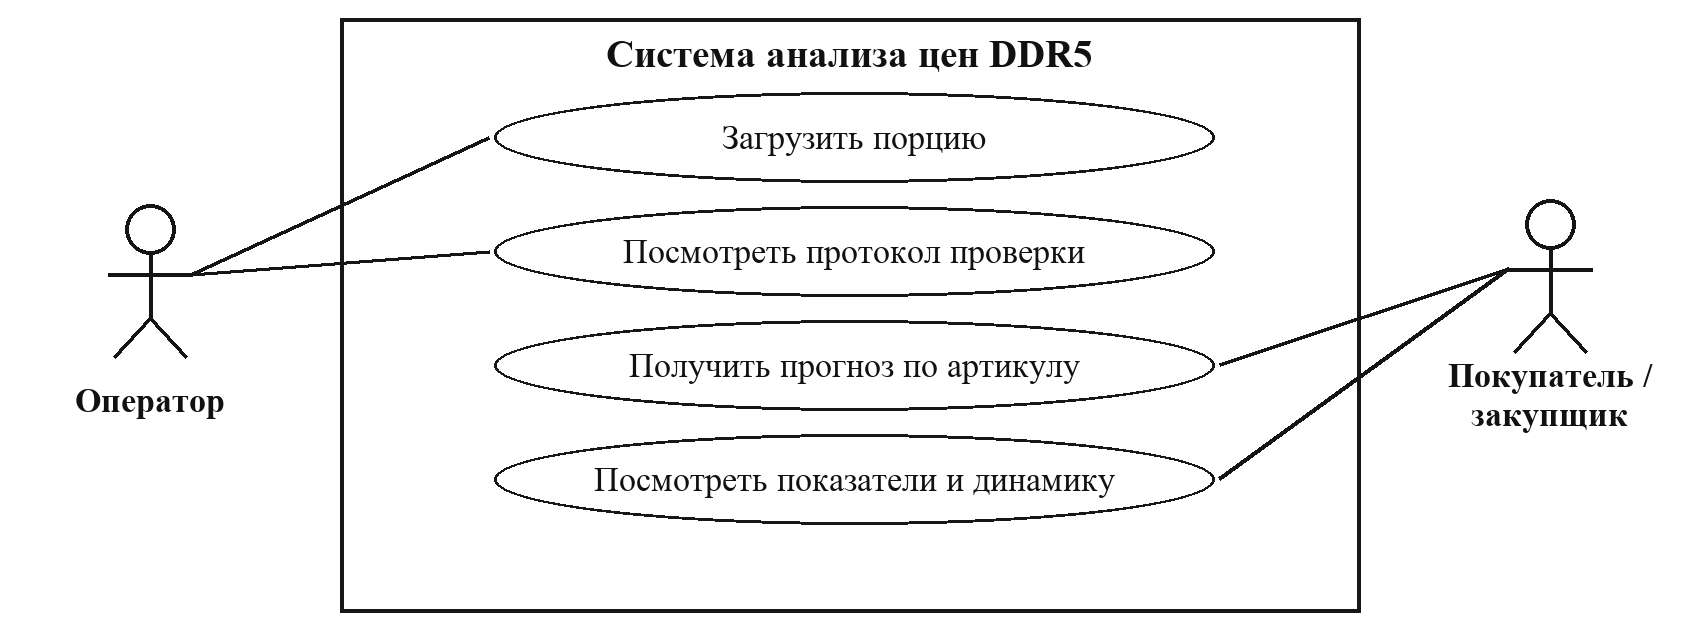 Система анализа цен DDR5
Загрузить порцию
Посмотреть протокол проверки
Получить прогноз по артикулу
Посмотреть показатели и динамику
Оператор
Покупатель /
закупщик